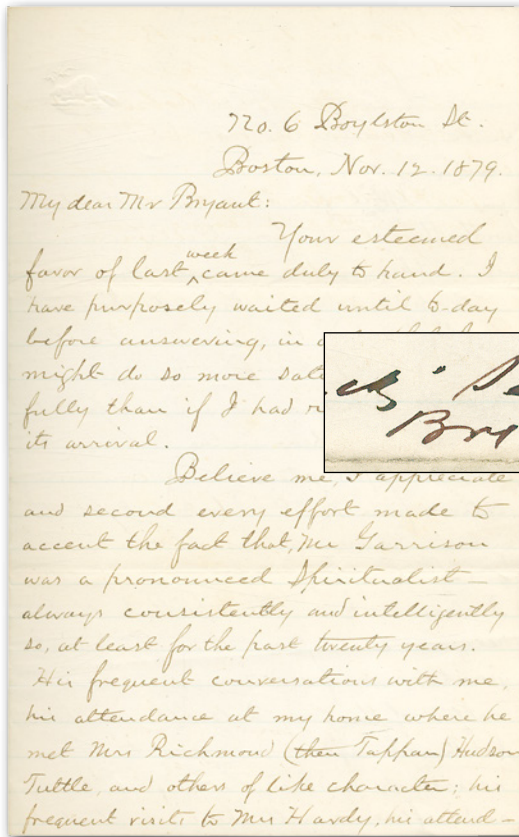 No. 6 Boylston St.
Boston, Nov. 12. 1879.
My dear Mr Bryant:
Your esteemed
week
favor of last ^ came duly to hand. I
have purposely waited until to-day
before answering, in
might do so more
fully than if I had
its arrival.
Believe me, I appreciate
and second every effort made to
accent the fact that, Mr Garrison
was a pronounced Spiritualist –
always consistently and intelligently
so, at least for the past twenty years.
His frequent conversations with me,
his attendance at my home where he
met Mrs Richmond (then Tappan) Hudson
Tuttle, and others of like character; his
frequent visits to Mrs Hardy, his attend-